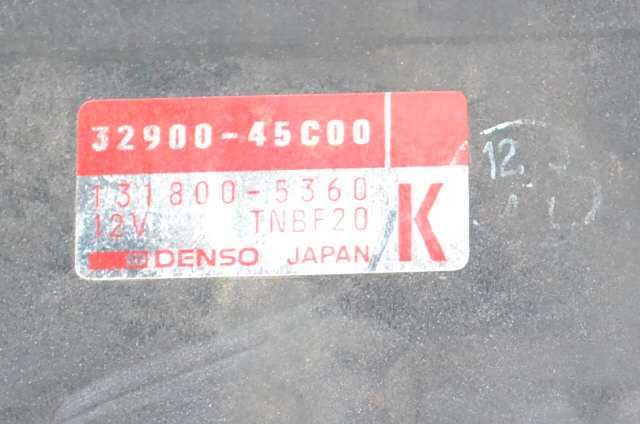 32900-45C00
131800-5360
12V TNBF20
DENSO JAPAN
K
12